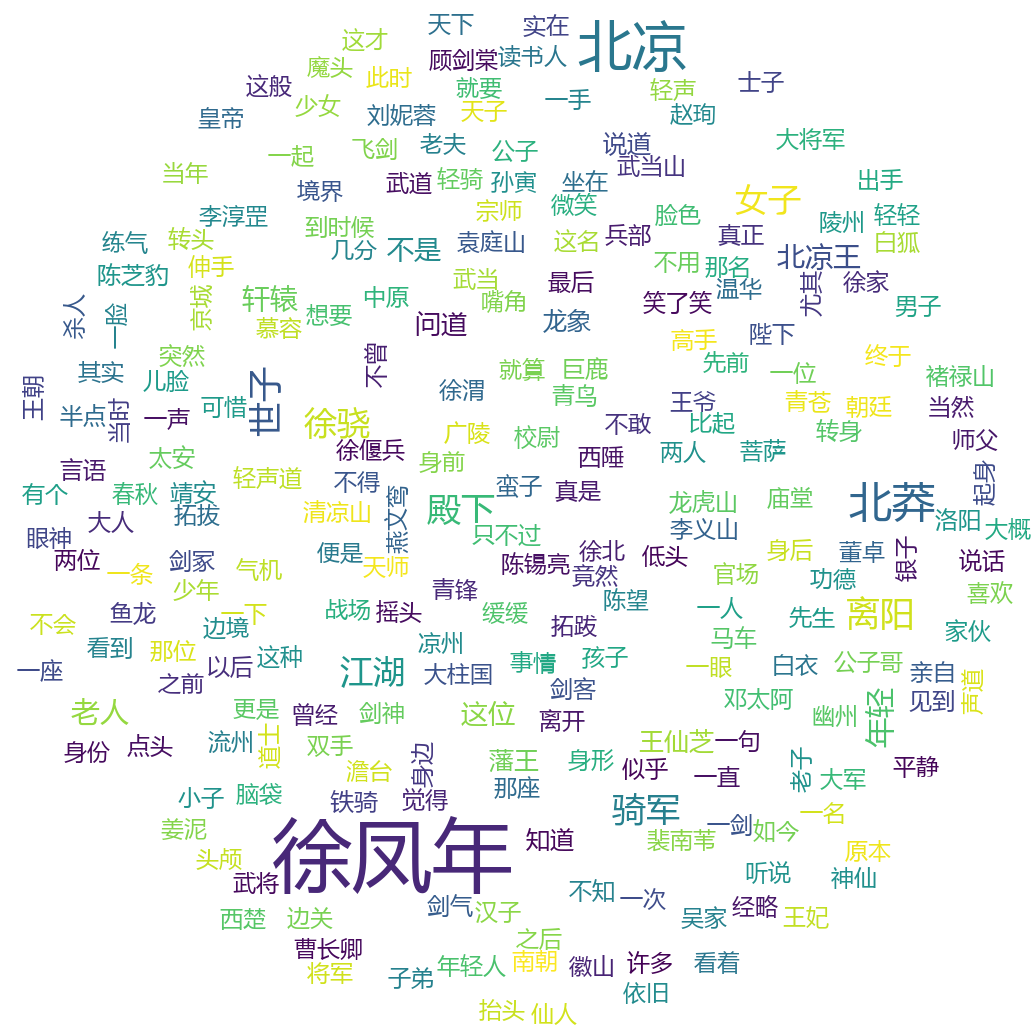 天下
实在
北凉
这才
顾剑棠
读书人
魔头
此时
就要
轻声
士子
这般
少女
天子
一手
赵珣
皇帝
刘妮蓉
老夫
公子
说道
大将军
一起
飞剑
武当山
当年
境界
武道
轻骑
孙寅
坐在
女子
出手
李淳罡
到时候
宗师
微笑
脸色
陵州
轻轻
练气
转头
几分
不是
袁庭山
这名
兵部
真正
白狐
陈芝豹
伸手
武当
最后
不用
那名
北凉王
徐家
京城
轩辕
中原
嘴角
笑了笑
温华
尤其
男子
杀人
一脸
慕容
想要
问道
龙象
高手
陛下
突然
不曾
先前
终于
其实
儿脸
就算
巨鹿
一位
褚禄山
王朝
世子
徐渭
青鸟
王爷
青苍
朝廷
当然
半点
当时
一声
可惜
徐骁
广陵
校尉
不敢
比起
转身
师父
太安
徐偃兵
身前
西陲
两人
菩萨
言语
轻声道
不得
蛮子
真是
龙虎山
庙堂
起身
有个
春秋
靖安
清凉山
燕文鸾
殿下
北莽
大人
拓拔
只不过
李义山
洛阳
大概
眼神
两位
剑冢
便是
陈锡亮
徐北
低头
身后
董卓
银子
说话
一条
气机
天师
竟然
官场
功德
少年
青锋
陈望
喜欢
鱼龙
一下
战场
摇头
缓缓
一人
先生
离阳
不会
边境
拓跋
马车
家伙
看到
那位
这种
凉州
事情
孩子
一座
以后
江湖
大柱国
一眼
白衣
公子哥
亲自
之前
剑客
邓太阿
见到
声道
老人
更是
曾经
剑神
这位
离开
幽州
年轻
身份
点头
流州
道士
双手
王仙芝
一句
澹台
身边
藩王
身形
似乎
一直
老子
平静
小子
脑袋
铁骑
觉得
那座
大军
骑军
一剑
一名
姜泥
徐凤年
知道
裴南苇
如今
头颅
原本
武将
听说
神仙
西楚
边关
剑气
汉子
不知
一次
吴家
经略
王妃
曹长卿
之后
将军
子弟
年轻人
南朝
徽山
许多
看着
依旧
抬头
仙人